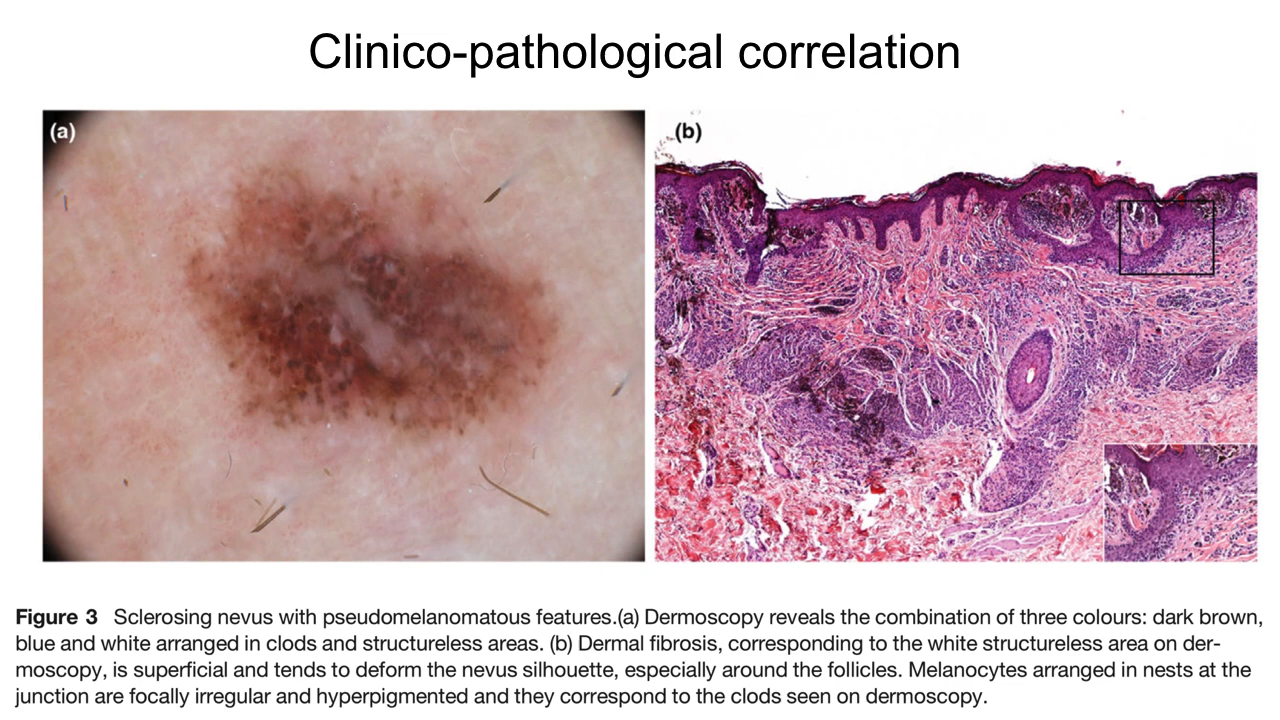 Clinico-pathological correlation
(a)
(b)
Figure 3 Sclerosing nevus with pseudomelanomatous features.(a) Dermoscopy reveals the combination of three colours: dark brown,
blue and white arranged in clods and structureless areas. (b) Dermal fibrosis, corresponding to the white structureless area on der-
moscopy, is superficial and tends to deform the nevus silhouette, especially around the follicles. Melanocytes arranged in nests at the
junction are focally irregular and hyperpigmented and they correspond to the clods seen on dermoscopy.